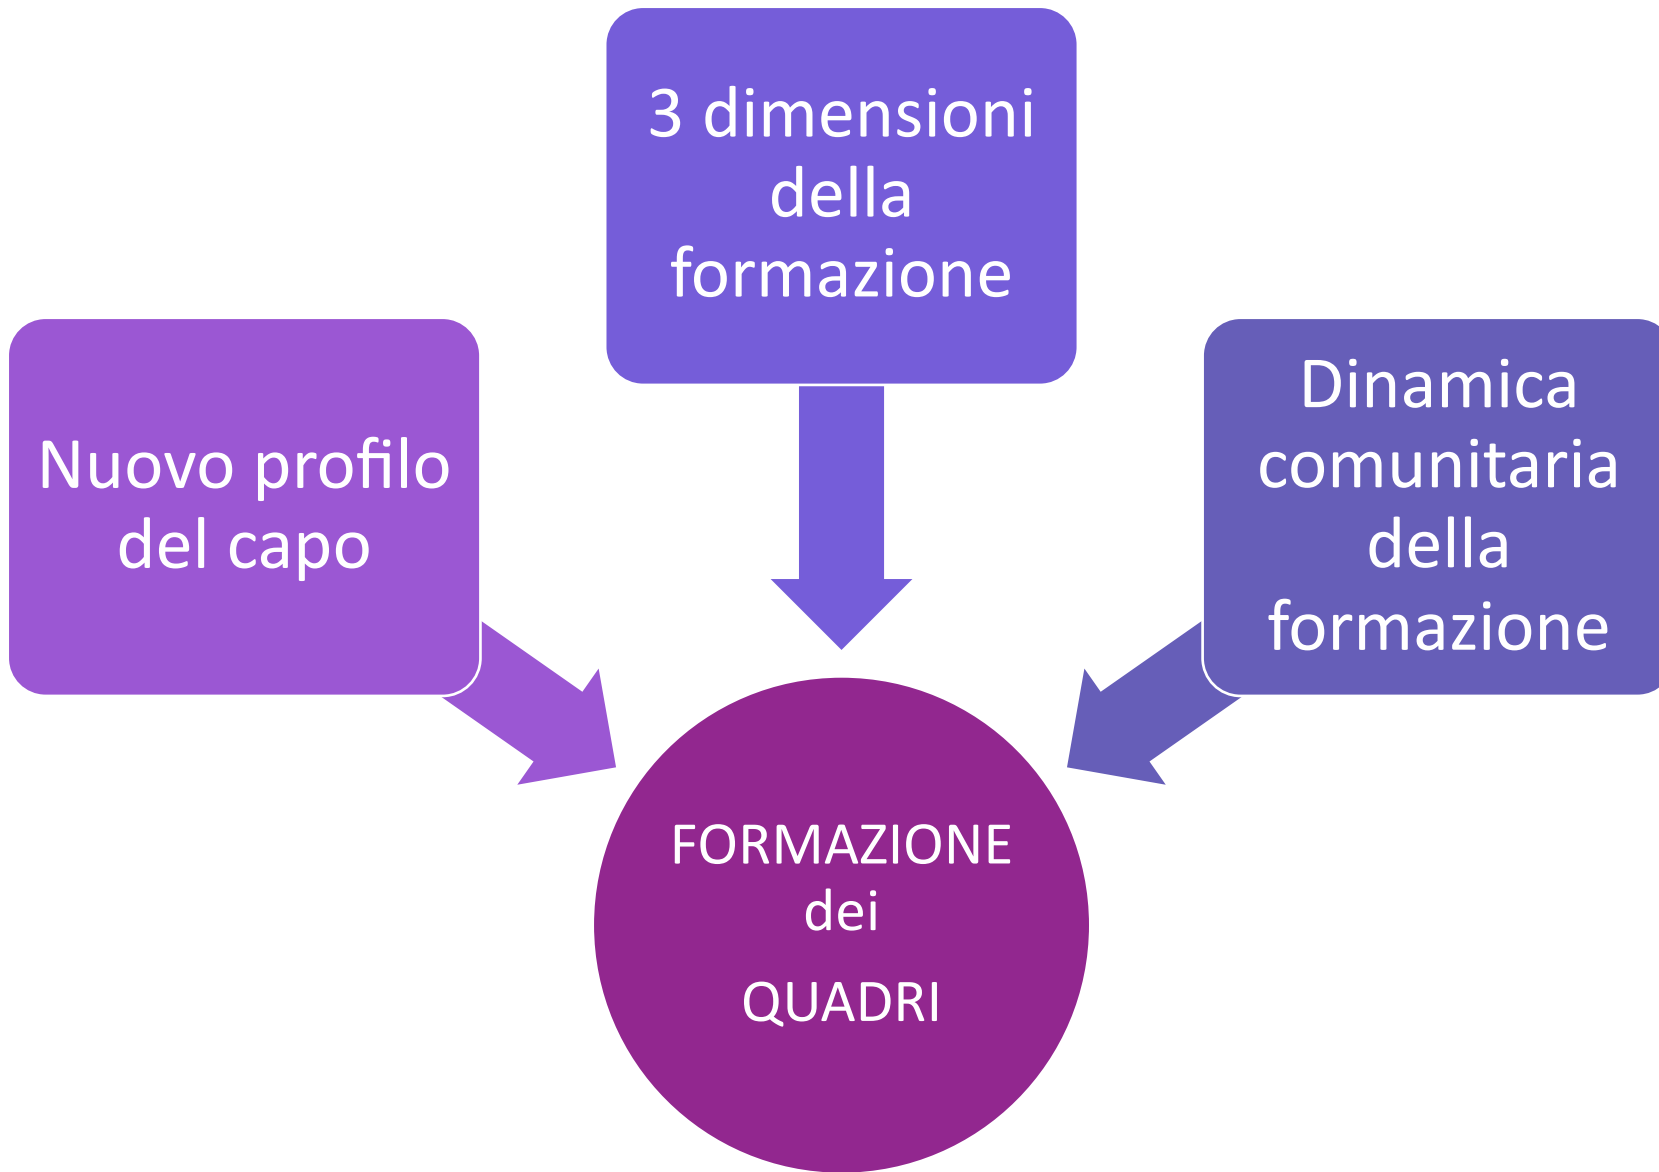 3 dimensioni
della
formazione
Nuovo profilo
del capo
Dinamica
comunitaria
della
formazione
FORMAZIONE
dei
QUADRI